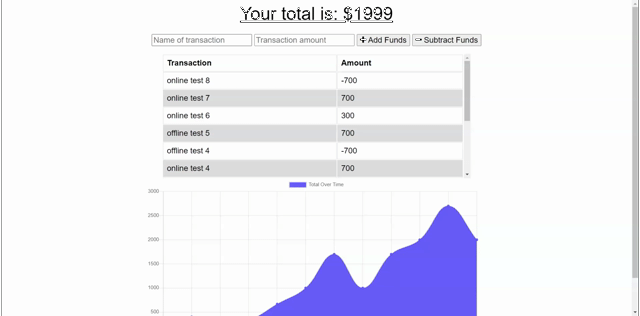 Your total is: $1999
Name of transaction Transaction amount Add Funds Subtract Funds
Transaction Amount
online test 8 -700
online test 7 700
online test 6 300
offline test 5 700
offline test 4 -700
online test 4 700
Total Over Time
3000
2500
2000
1500
1000
500